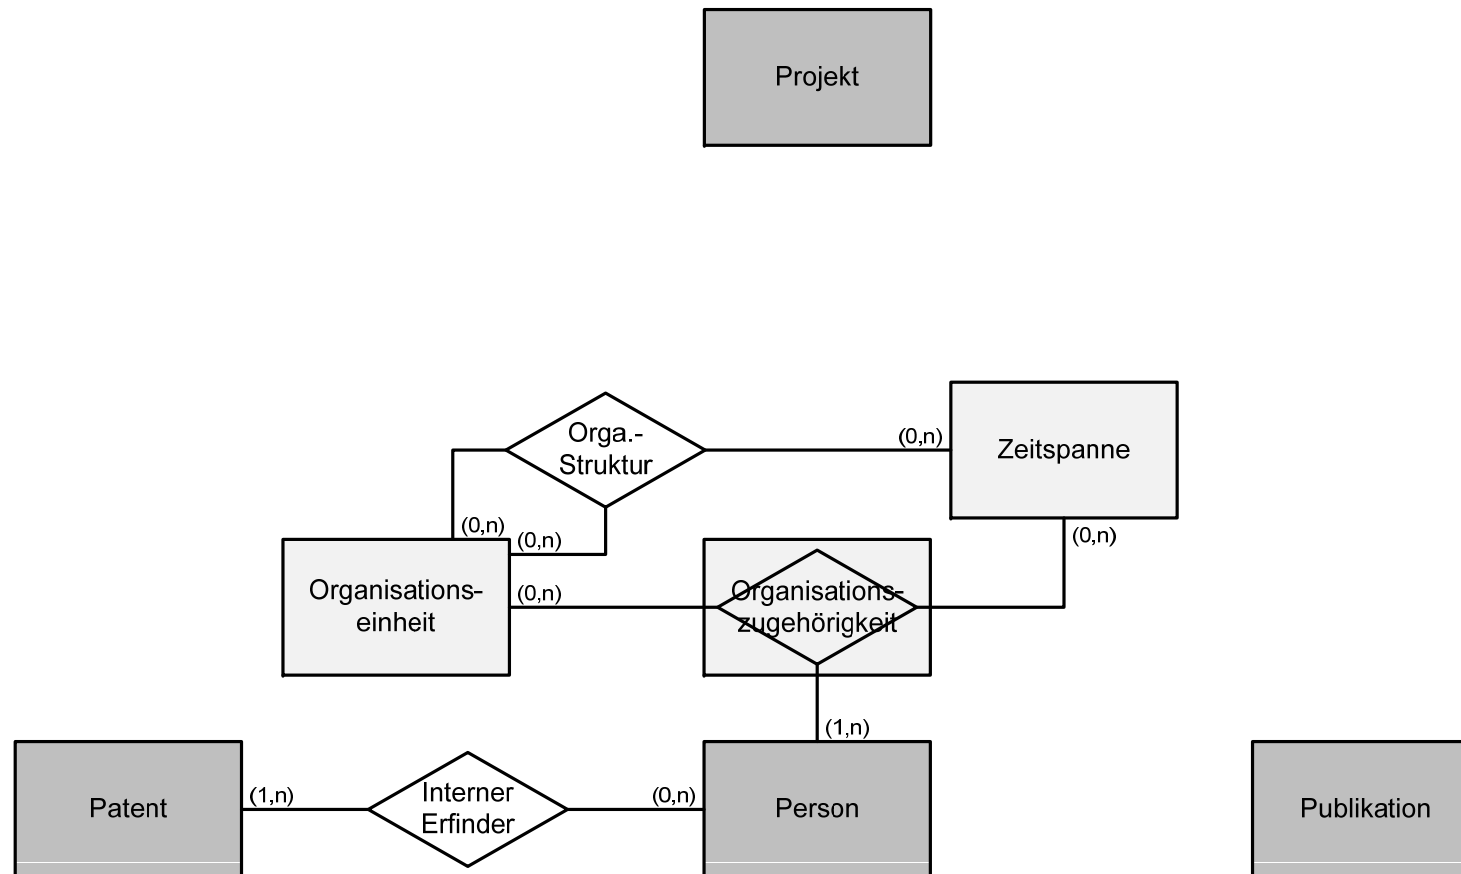 Projekt
Orga.-
Struktur
(0,n)
Zeitspanne
(0,n)
(0,n)
(0,n)
Organisations-
einheit
(0,n)
Organisations-
zugehörigkeit
(1,n)
Patent
(1,n)
Interner
Erfinder
(0,n)
Person
Publikation